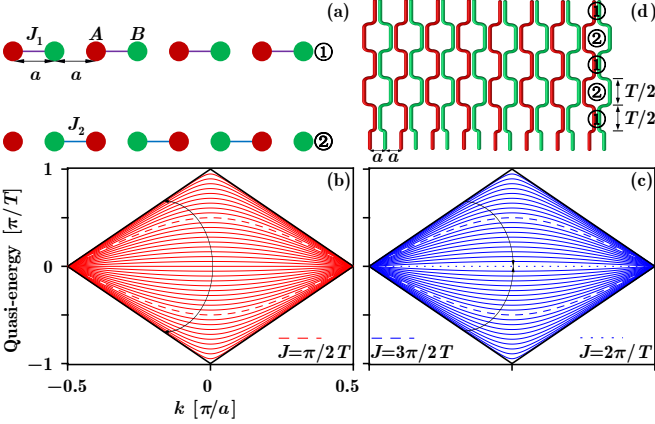 (a)
J₁ A B
a a
①
J₂
②
(d)
①
②
①
② T/2
① T/2
a a
(b)
Quasi-energy [π/T]
1
0
−1
J=π/2T
−0.5 0 0.5
k [π/a]
(c)
J=3π/2T J=2π/T